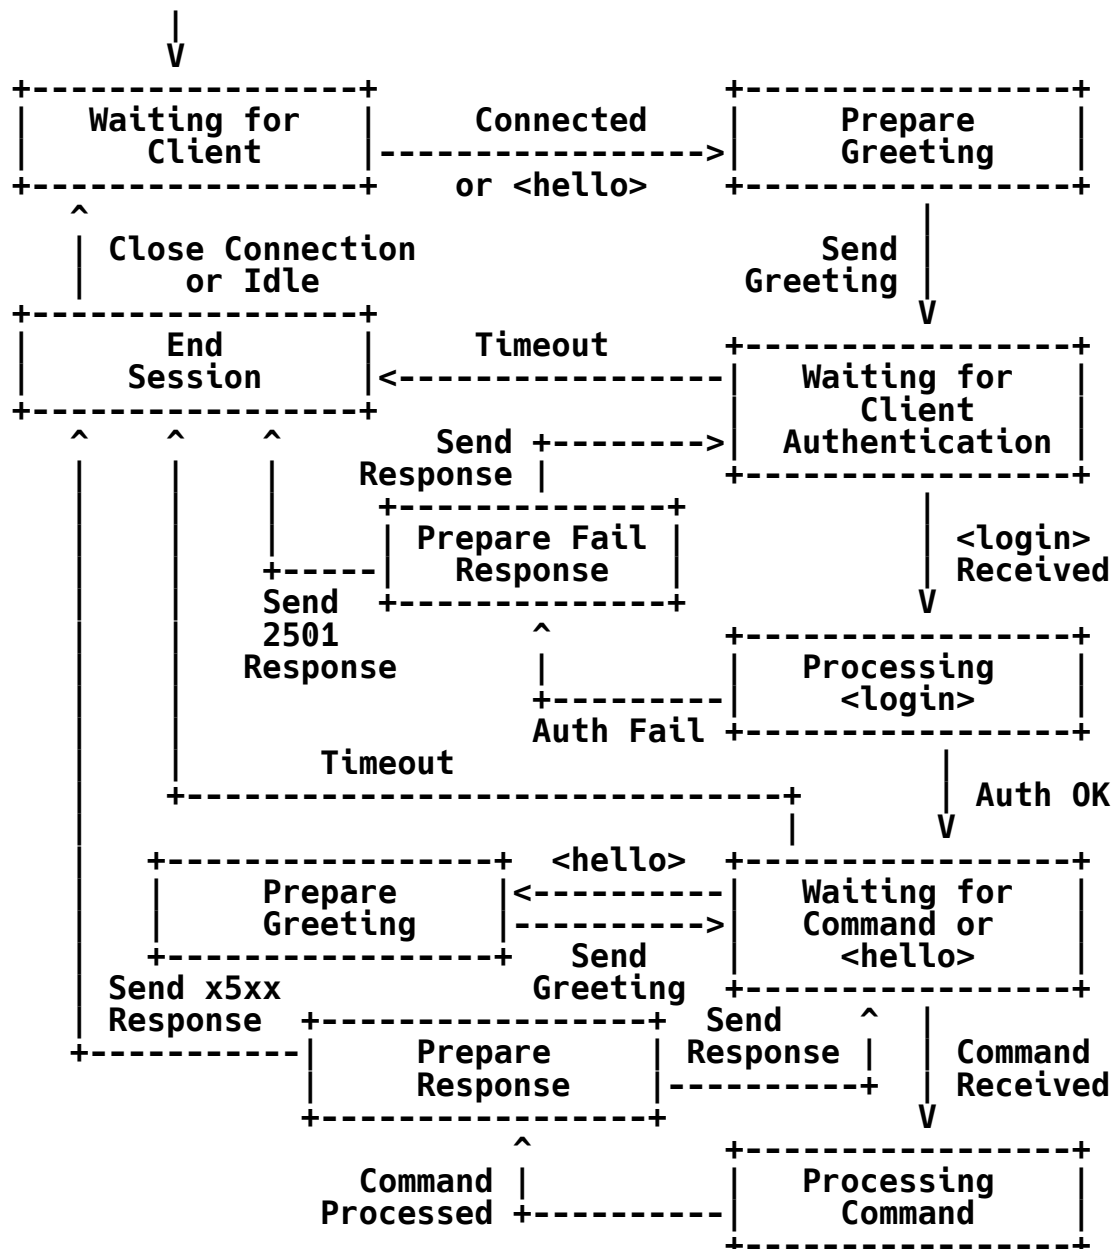 |
V
+-----------------+                  +-----------------+
|   Waiting for   |     Connected    |     Prepare     |
|      Client     |----------------->|     Greeting    |
+-----------------+    or <hello>    +-----------------+
   ^                                           |
   | Close Connection                     Send |
   |     or Idle                      Greeting |
+-----------------+                            V
|       End       |     Timeout      +-----------------+
|     Session     |<-----------------|   Waiting for   |
+-----------------+                  |      Client     |
   ^    ^    ^        Send +-------->|  Authentication |
   |    |    |    Response |         +-----------------+
   |    |    |     +--------------+            |
   |    |    |     | Prepare Fail |            | <login>
   |    |    +-----|   Response   |            | Received
   |    |    Send  +--------------+            V
   |    |    2501          ^         +-----------------+
   |    |   Response       |         |   Processing    |
   |    |                  +---------|     <login>     |
   |    |                  Auth Fail +-----------------+
   |    |       Timeout                         |
   |    +-------------------------------+       | Auth OK
   |                                    |       V
   |   +-----------------+  <hello>  +-----------------+
   |   |     Prepare     |<----------|   Waiting for   |
   |   |     Greeting    |---------->|   Command or    |
   |   +-----------------+   Send    |     <hello>     |
   | Send x5xx             Greeting  +-----------------+
   | Response  +-----------------+  Send    ^  |
   +-----------|     Prepare     | Response |  | Command
               |     Response    |----------+  | Received
               +-----------------+             V
                          ^          +-----------------+
                  Command |          |   Processing    |
                Processed +----------|     Command     |
                                     +-----------------+